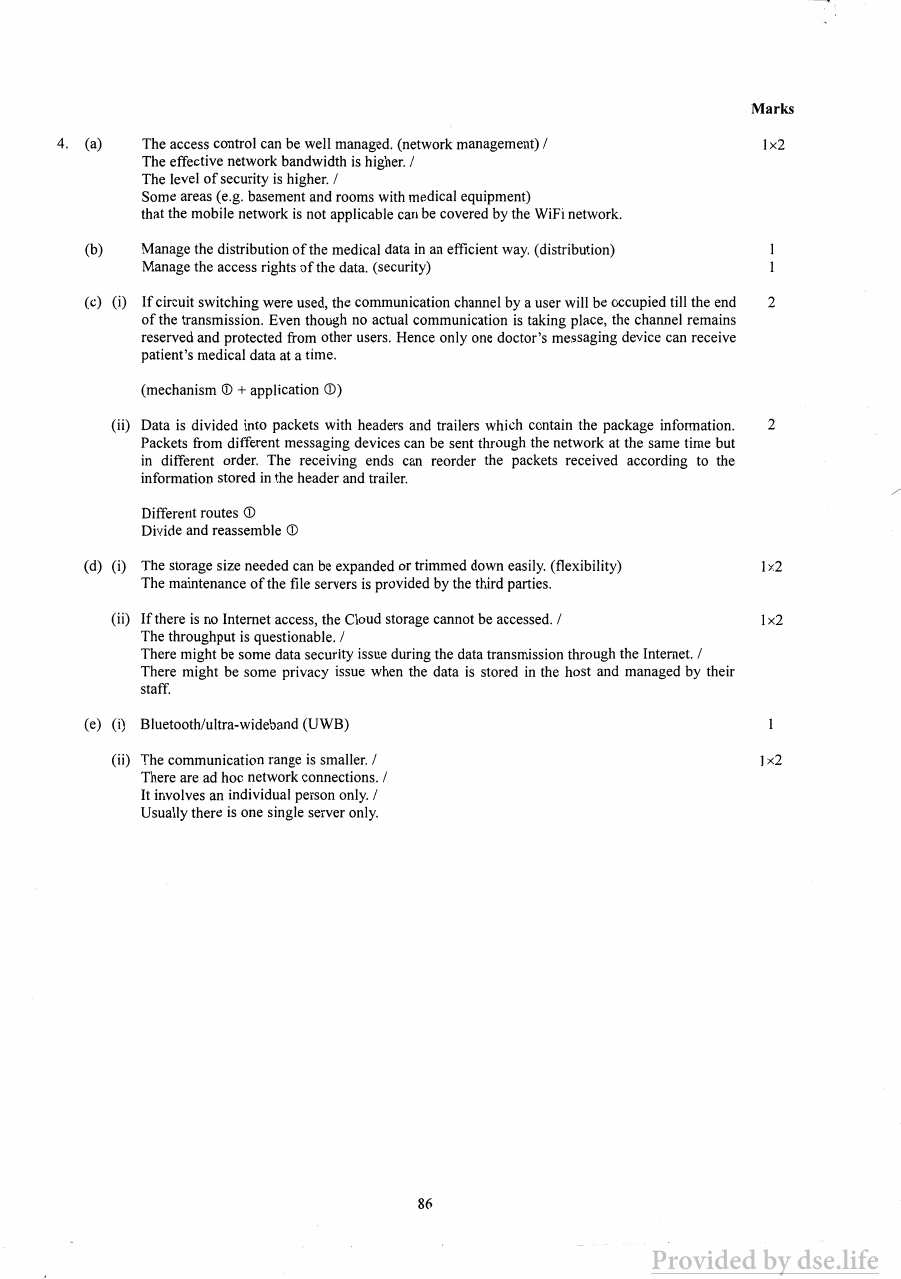 Marks
4. (a) The access control can be well managed. (network management) / 1×2
The effective network bandwidth is higher. /
The level of security is higher. /
Some areas (e.g. basement and rooms with medical equipment)
that the mobile network is not applicable can be covered by the WiFi network.
(b) Manage the distribution of the medical data in an efficient way. (distribution) 1
Manage the access rights of the data. (security) 1
(c) (i) If circuit switching were used, the communication channel by a user will be occupied till the end 2
of the transmission. Even though no actual communication is taking place, the channel remains
reserved and protected from other users. Hence only one doctor's messaging device can receive
patient's medical data at a time.
(mechanism ① + application ①)
(ii) Data is divided into packets with headers and trailers which contain the package information. 2
Packets from different messaging devices can be sent through the network at the same time but
in different order. The receiving ends can reorder the packets received according to the
information stored in the header and trailer.
Different routes ①
Divide and reassemble ①
(d) (i) The storage size needed can be expanded or trimmed down easily. (flexibility) 1×2
The maintenance of the file servers is provided by the third parties.
(ii) If there is no Internet access, the Cloud storage cannot be accessed. / 1×2
The throughput is questionable. /
There might be some data security issue during the data transmission through the Internet. /
There might be some privacy issue when the data is stored in the host and managed by their
staff.
(e) (i) Bluetooth/ultra-wideband (UWB) 1
(ii) The communication range is smaller. / 1×2
There are ad hoc network connections. /
It involves an individual person only. /
Usually there is one single server only.
86
Provided by dse.life